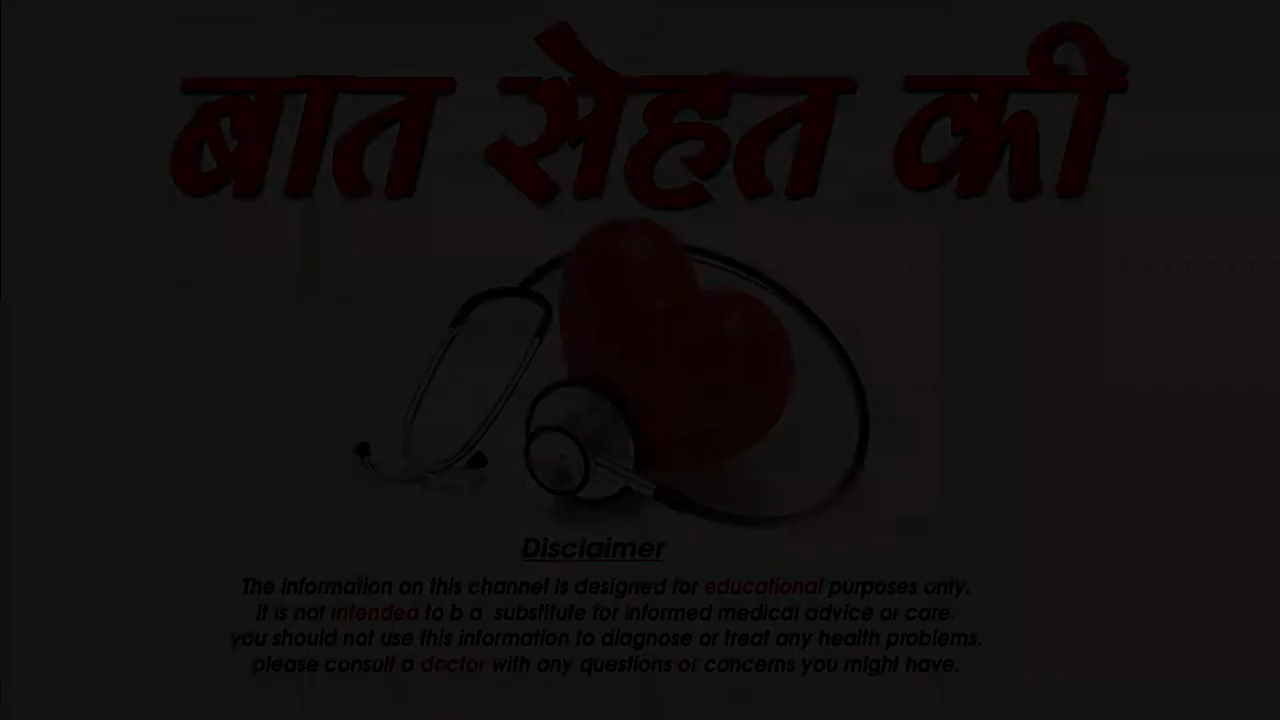 बात सेहत की
Disclaimer
The information on this channel is designed for educational purposes only.
it is not intended to b a substitute for informed medical advice or care.
you should not use this information to diagnose or treat any health problems.
please consult a doctor with any questions or concerns you might have.